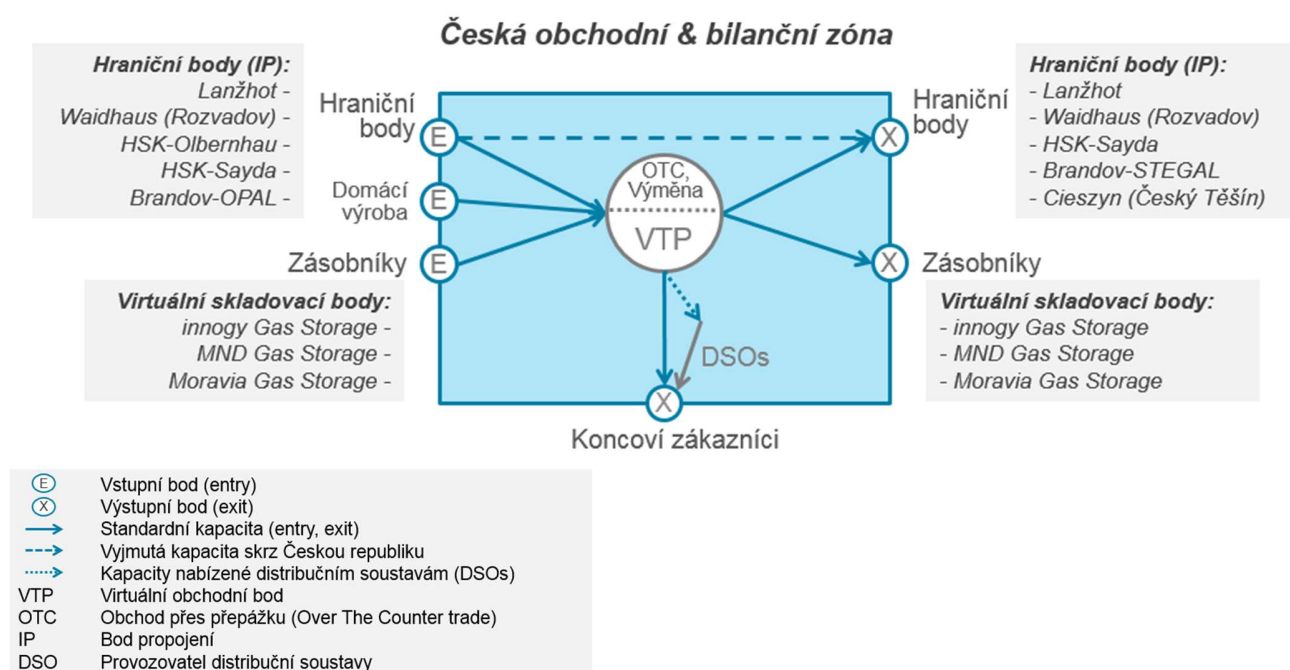 Česká obchodní & bilanční zóna
Hraniční body (IP):
Lanžhot -
Waidhaus (Rozvadov) -
HSK-Olbernhau -
HSK-Sayda -
Brandov-OPAL -
Hraniční
body
E
Domácí
výroba
E
Zásobníky
E
Virtuální skladovací body:
innogy Gas Storage -
MND Gas Storage -
Moravia Gas Storage -
OTC,
Výměna
VTP
DSOs
X
Koncoví zákazníci
Hraniční
body
X
Hraniční body (IP):
- Lanžhot
- Waidhaus (Rozvadov)
- HSK-Sayda
- Brandov-STEGAL
- Cieszyn (Český Těšín)
X
Zásobníky
Virtuální skladovací body:
- innogy Gas Storage
- MND Gas Storage
- Moravia Gas Storage
E Vstupní bod (entry)
X Výstupní bod (exit)
Standardní kapacita (entry, exit)
Vyjmutá kapacita skrz Českou republiku
Kapacity nabízené distribučním soustavám (DSOs)
VTP Virtuální obchodní bod
OTC Obchod přes přepážku (Over The Counter trade)
IP Bod propojení
DSO Provozovatel distribuční soustavy